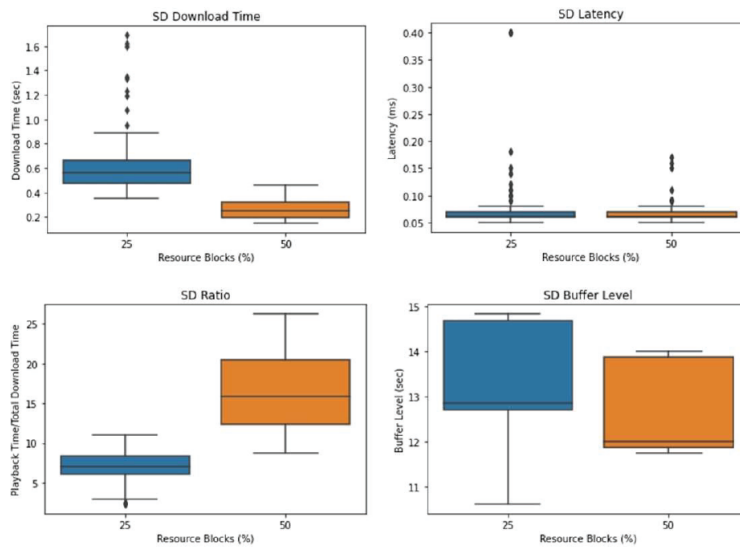 SD Download Time
Download Time (sec)
1.6
1.4
1.2
1.0
0.8
0.6
0.4
0.2
25
50
Resource Blocks (%)
SD Latency
Latency (ms)
0.40
0.35
0.30
0.25
0.20
0.15
0.10
0.05
25
50
Resource Blocks (%)
SD Ratio
Playback Time/Total Download Time
25
20
15
10
5
25
50
Resource Blocks (%)
SD Buffer Level
Buffer Level (sec)
15
14
13
12
11
25
50
Resource Blocks (%)